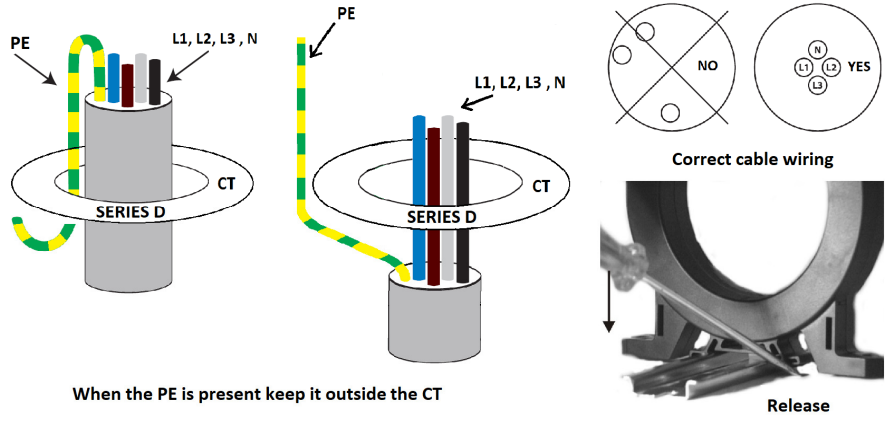 PE
L1, L2, L3 , N
CT
SERIES D
PE
L1, L2, L3 , N
CT
SERIES D
When the PE is present keep it outside the CT
NO
N
L1
L2
L3
YES
Correct cable wiring
Release